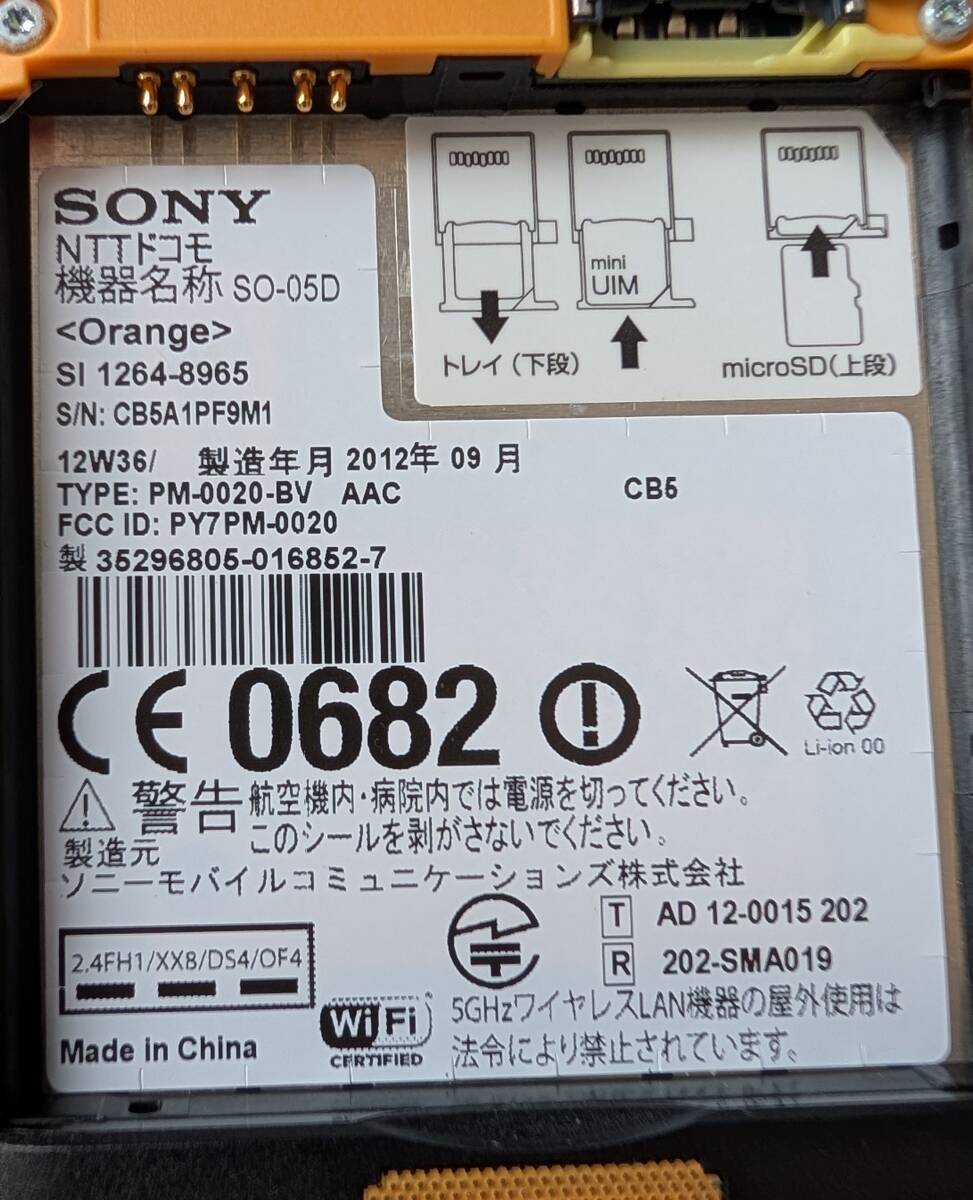 SONY
NTTドコモ
機器名称 SO-05D
<Orange>
SI 1264-8965
S/N: CB5A1PF9M1
mini
UIM
トレイ(下段)
microSD(上段)
12W36/ 製造年月 2012年 09 月
TYPE: PM-0020-BV AAC CB5
FCC ID: PY7PM-0020
製 35296805-016852-7
CE 0682
Li-ion 00
警告 航空機内・病院内では電源を切ってください。
このシールを剥がさないでください。
製造元
ソニーモバイルコミュニケーションズ株式会社
T AD 12-0015 202
R 202-SMA019
2.4FH1/XX8/DS4/OF4
5GHzワイヤレスLAN機器の屋外使用は
法令により禁止されています。
Wi Fi
CERTIFIED
Made in China